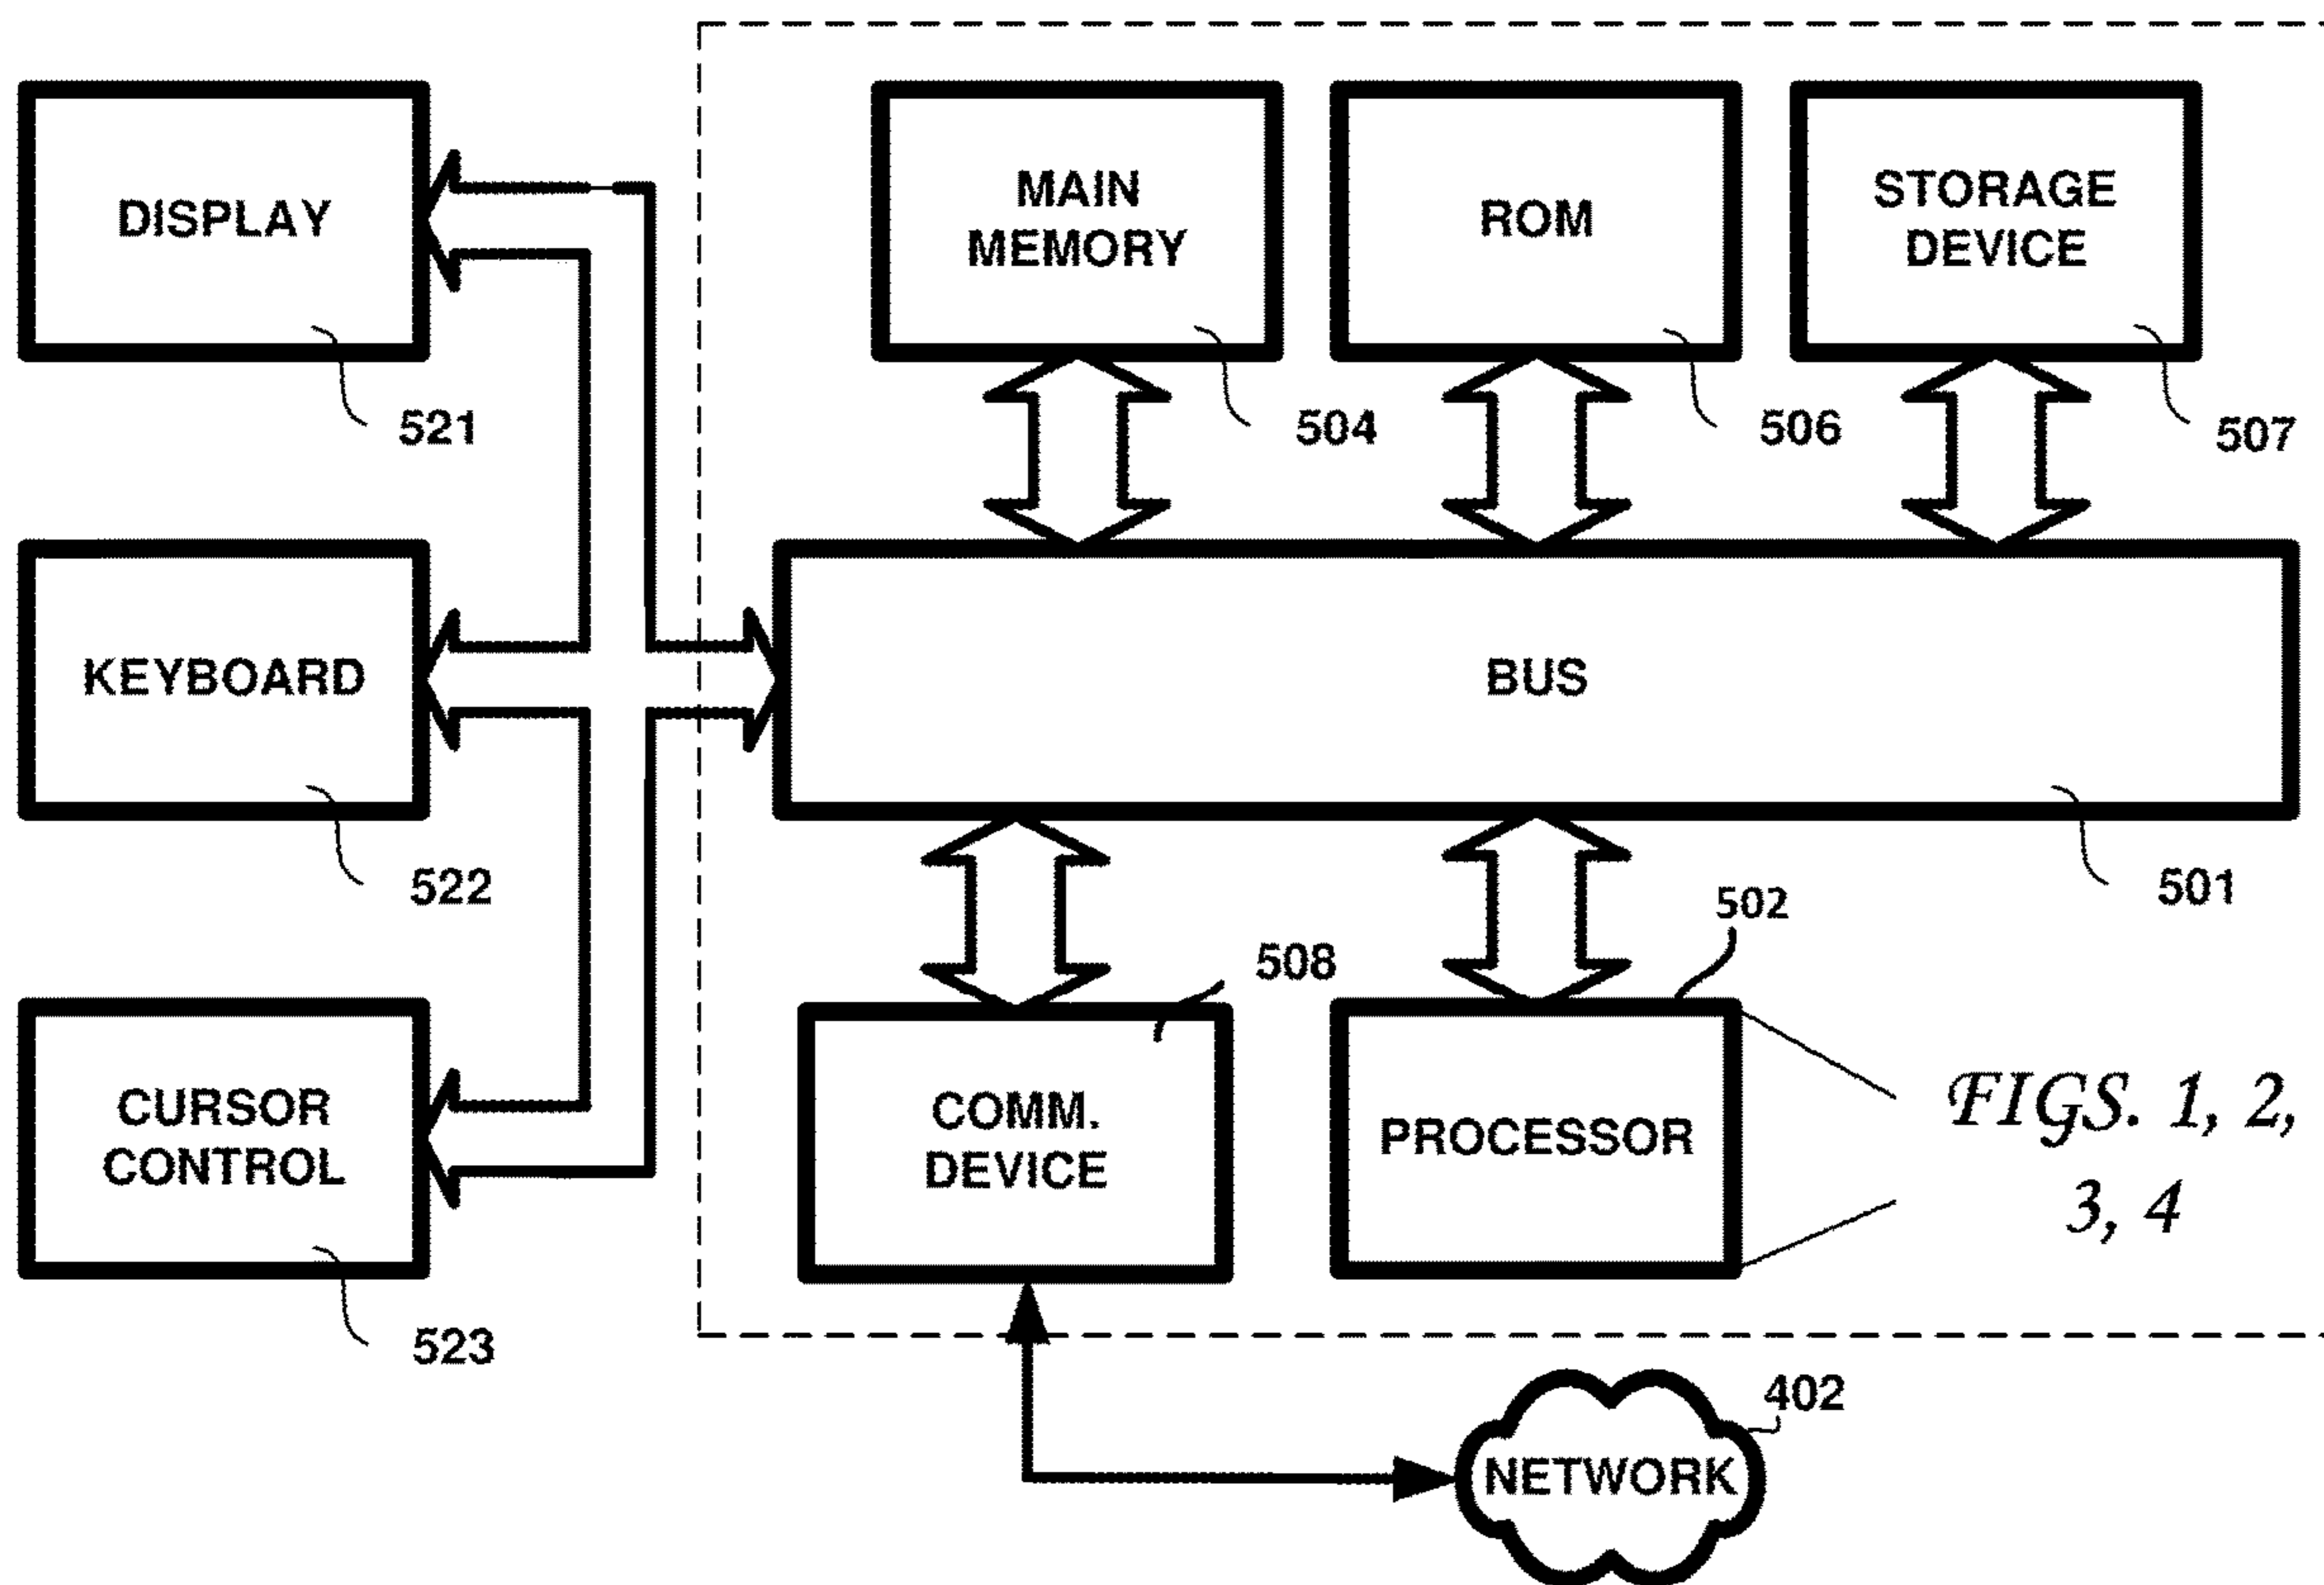 DISPLAY
521
MAIN
MEMORY
504
ROM
506
STORAGE
DEVICE
507
KEYBOARD
522
BUS
501
CURSOR
CONTROL
523
COMM.
DEVICE
508
PROCESSOR
502
FIGS. 1, 2,
3, 4
NETWORK
402